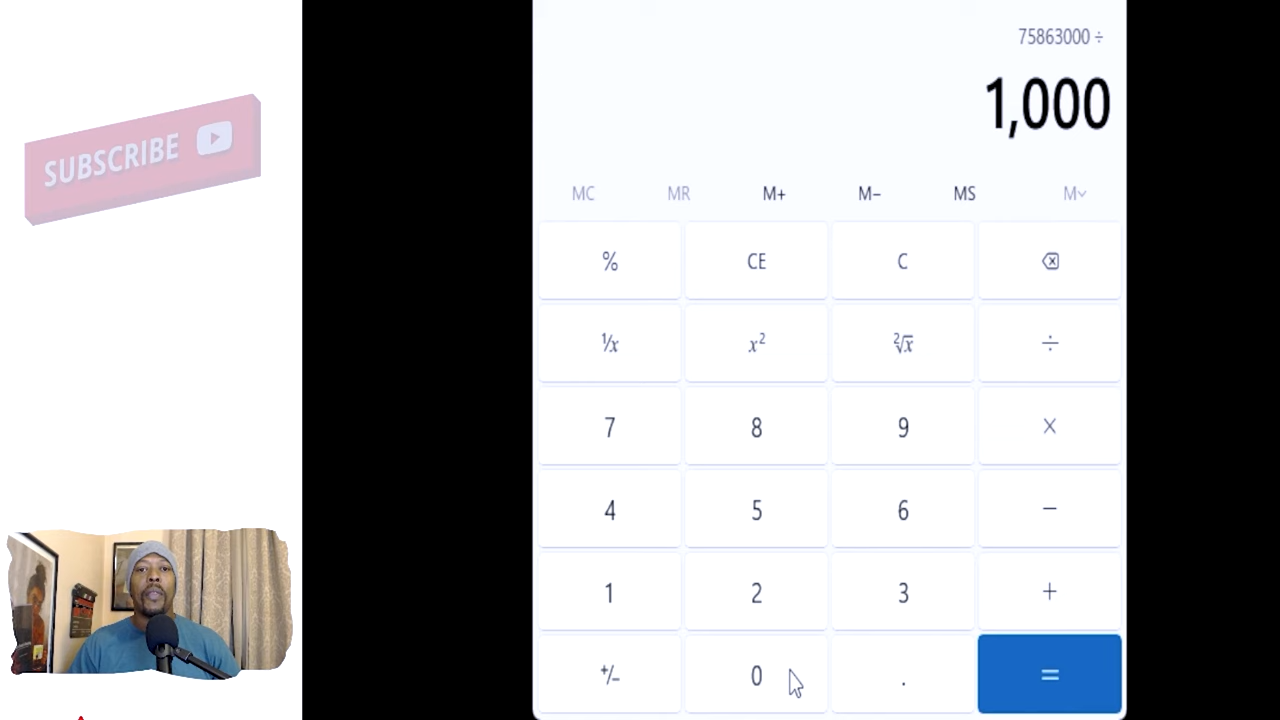 SUBSCRIBE
75863000 ÷
1,000
MC MR M+ M− MS M˅
% CE C
⅟x x² ²√x ÷
7 8 9 ×
4 5 6 −
1 2 3 +
+/− 0 . =